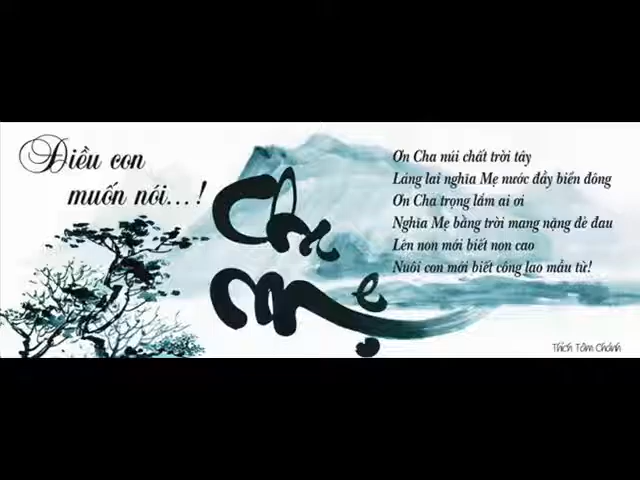 Điều con
muốn nói...!
Cha
Mẹ
Ơn Cha núi chất trời tây
Láng lai nghĩa Mẹ nước đầy biển đông
Ơn Cha trọng lắm ai ơi
Nghĩa Mẹ bằng trời mang nặng đẻ đau
Lên non mới biết non cao
Nuôi con mới biết công lao mẫu từ!
Thích Tâm Chánh